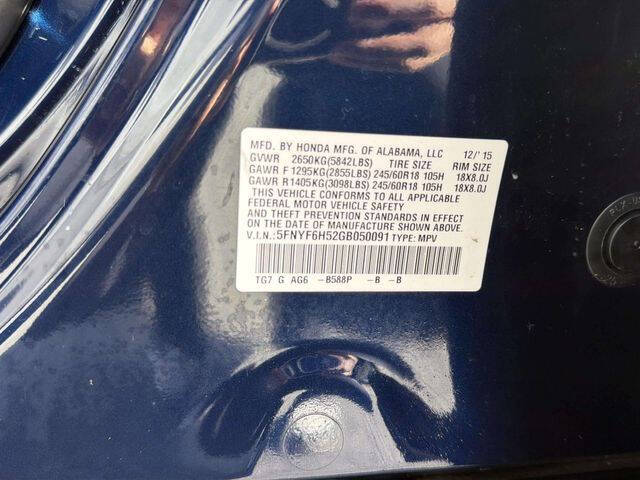 MFD. BY HONDA MFG. OF ALABAMA, LLC 12/'15
GVWR 2650KG(5842LBS) TIRE SIZE RIM SIZE
GAWR F1295KG(2855LBS) 245/60R18 105H 18X8.0J
GAWR R1405KG(3098LBS) 245/60R18 105H 18X8.0J
THIS VEHICLE CONFORMS TO ALL APPLICABLE
FEDERAL MOTOR VEHICLE SAFETY
AND THEFT PREVENTION STANDARDS IN EFFECT
ON THE DATE OF MANUFACTURE SHOWN ABOVE.
V.I.N.:5FNYF6H52GB050091 TYPE: MPV
TG7 G AG6 -B588P -B -B